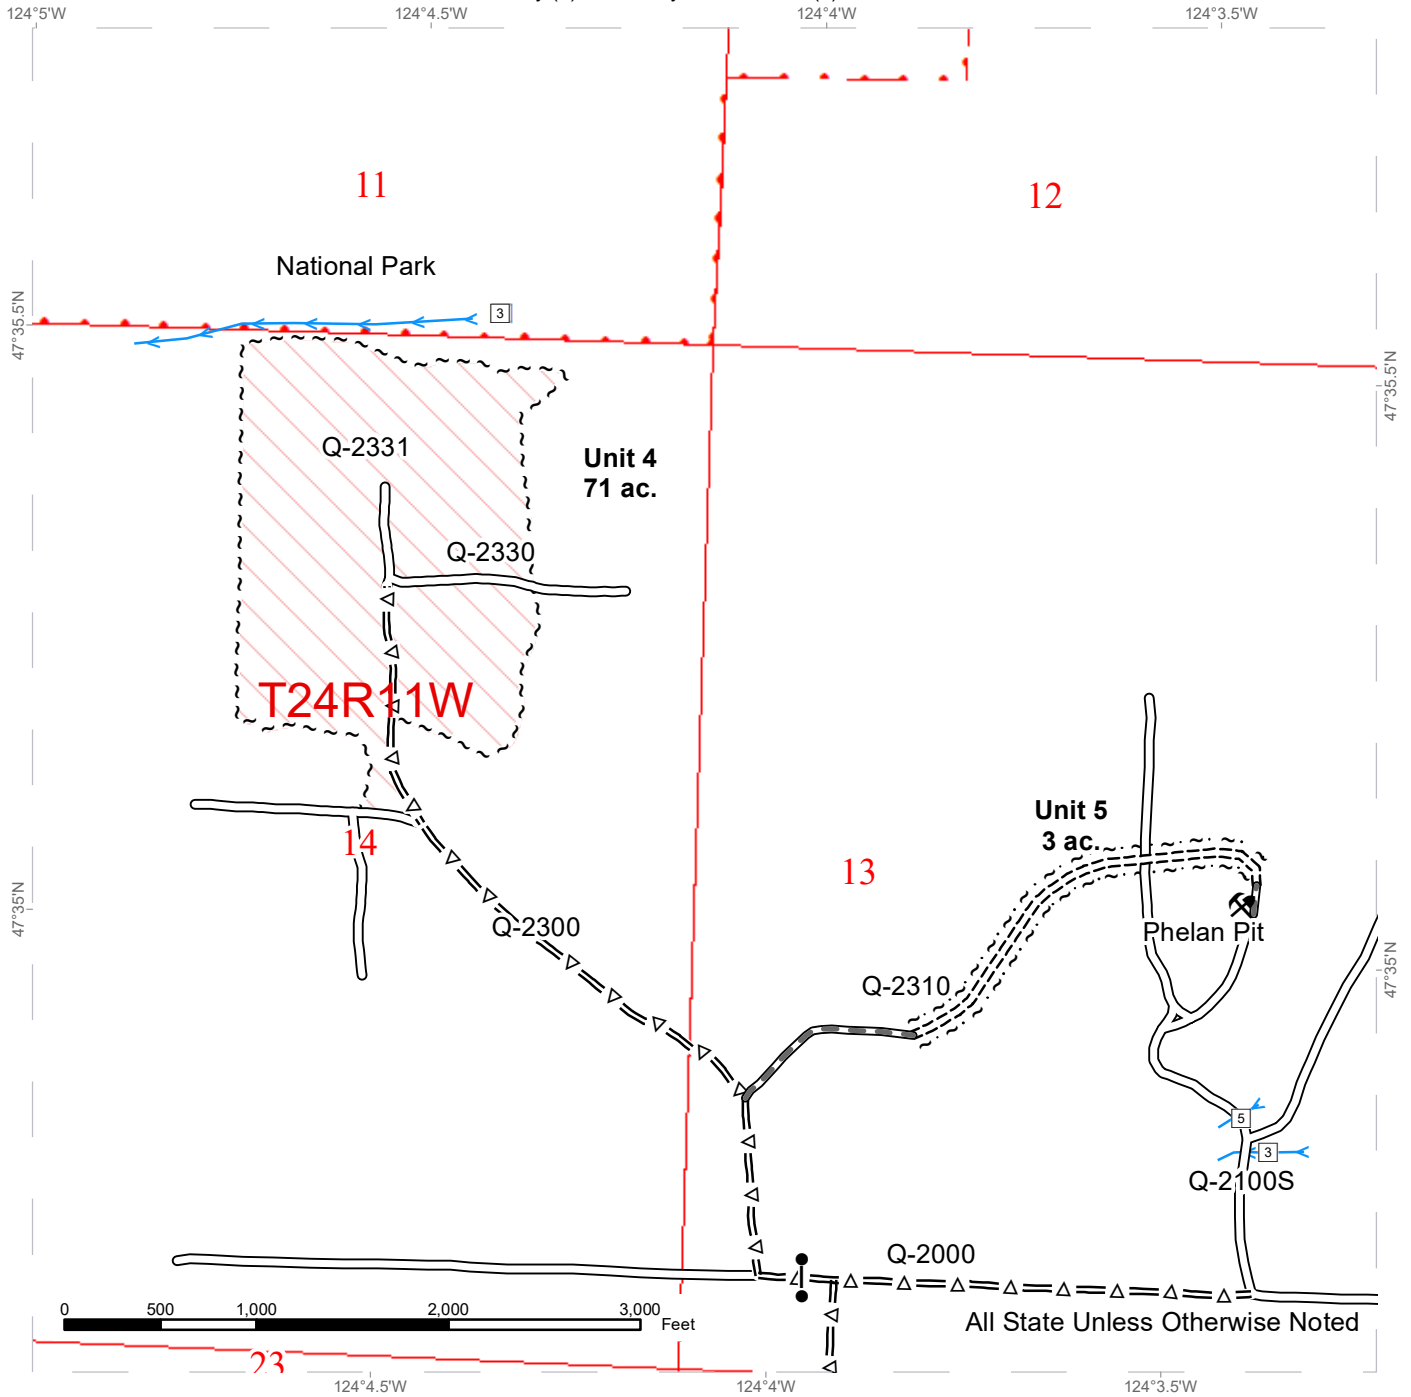 124°5'W
124°4.5'W
124°4'W
124°3.5'W
11
12
National Park
3
47°35.5'N
47°35.5'N
Q-2331
Unit 4
71 ac.
Q-2330
T24R11W
Unit 5
3 ac.
14
13
47°35'N
Q-2300
Phelan Pit
47°35'N
Q-2310
5
3
Q-2100S
Q-2000
0 500 1,000 2,000 3,000
Feet
All State Unless Otherwise Noted
23
124°4.5'W
124°4'W
124°3.5'W